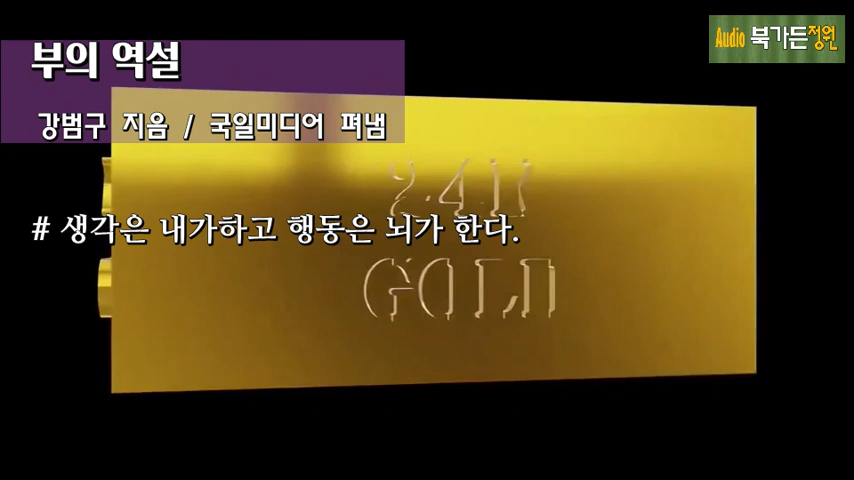 Audio 북가든정원
부의 역설
강범구 지음 / 국일미디어 펴냄
# 생각은 내가하고 행동은 뇌가 한다.
GOLD